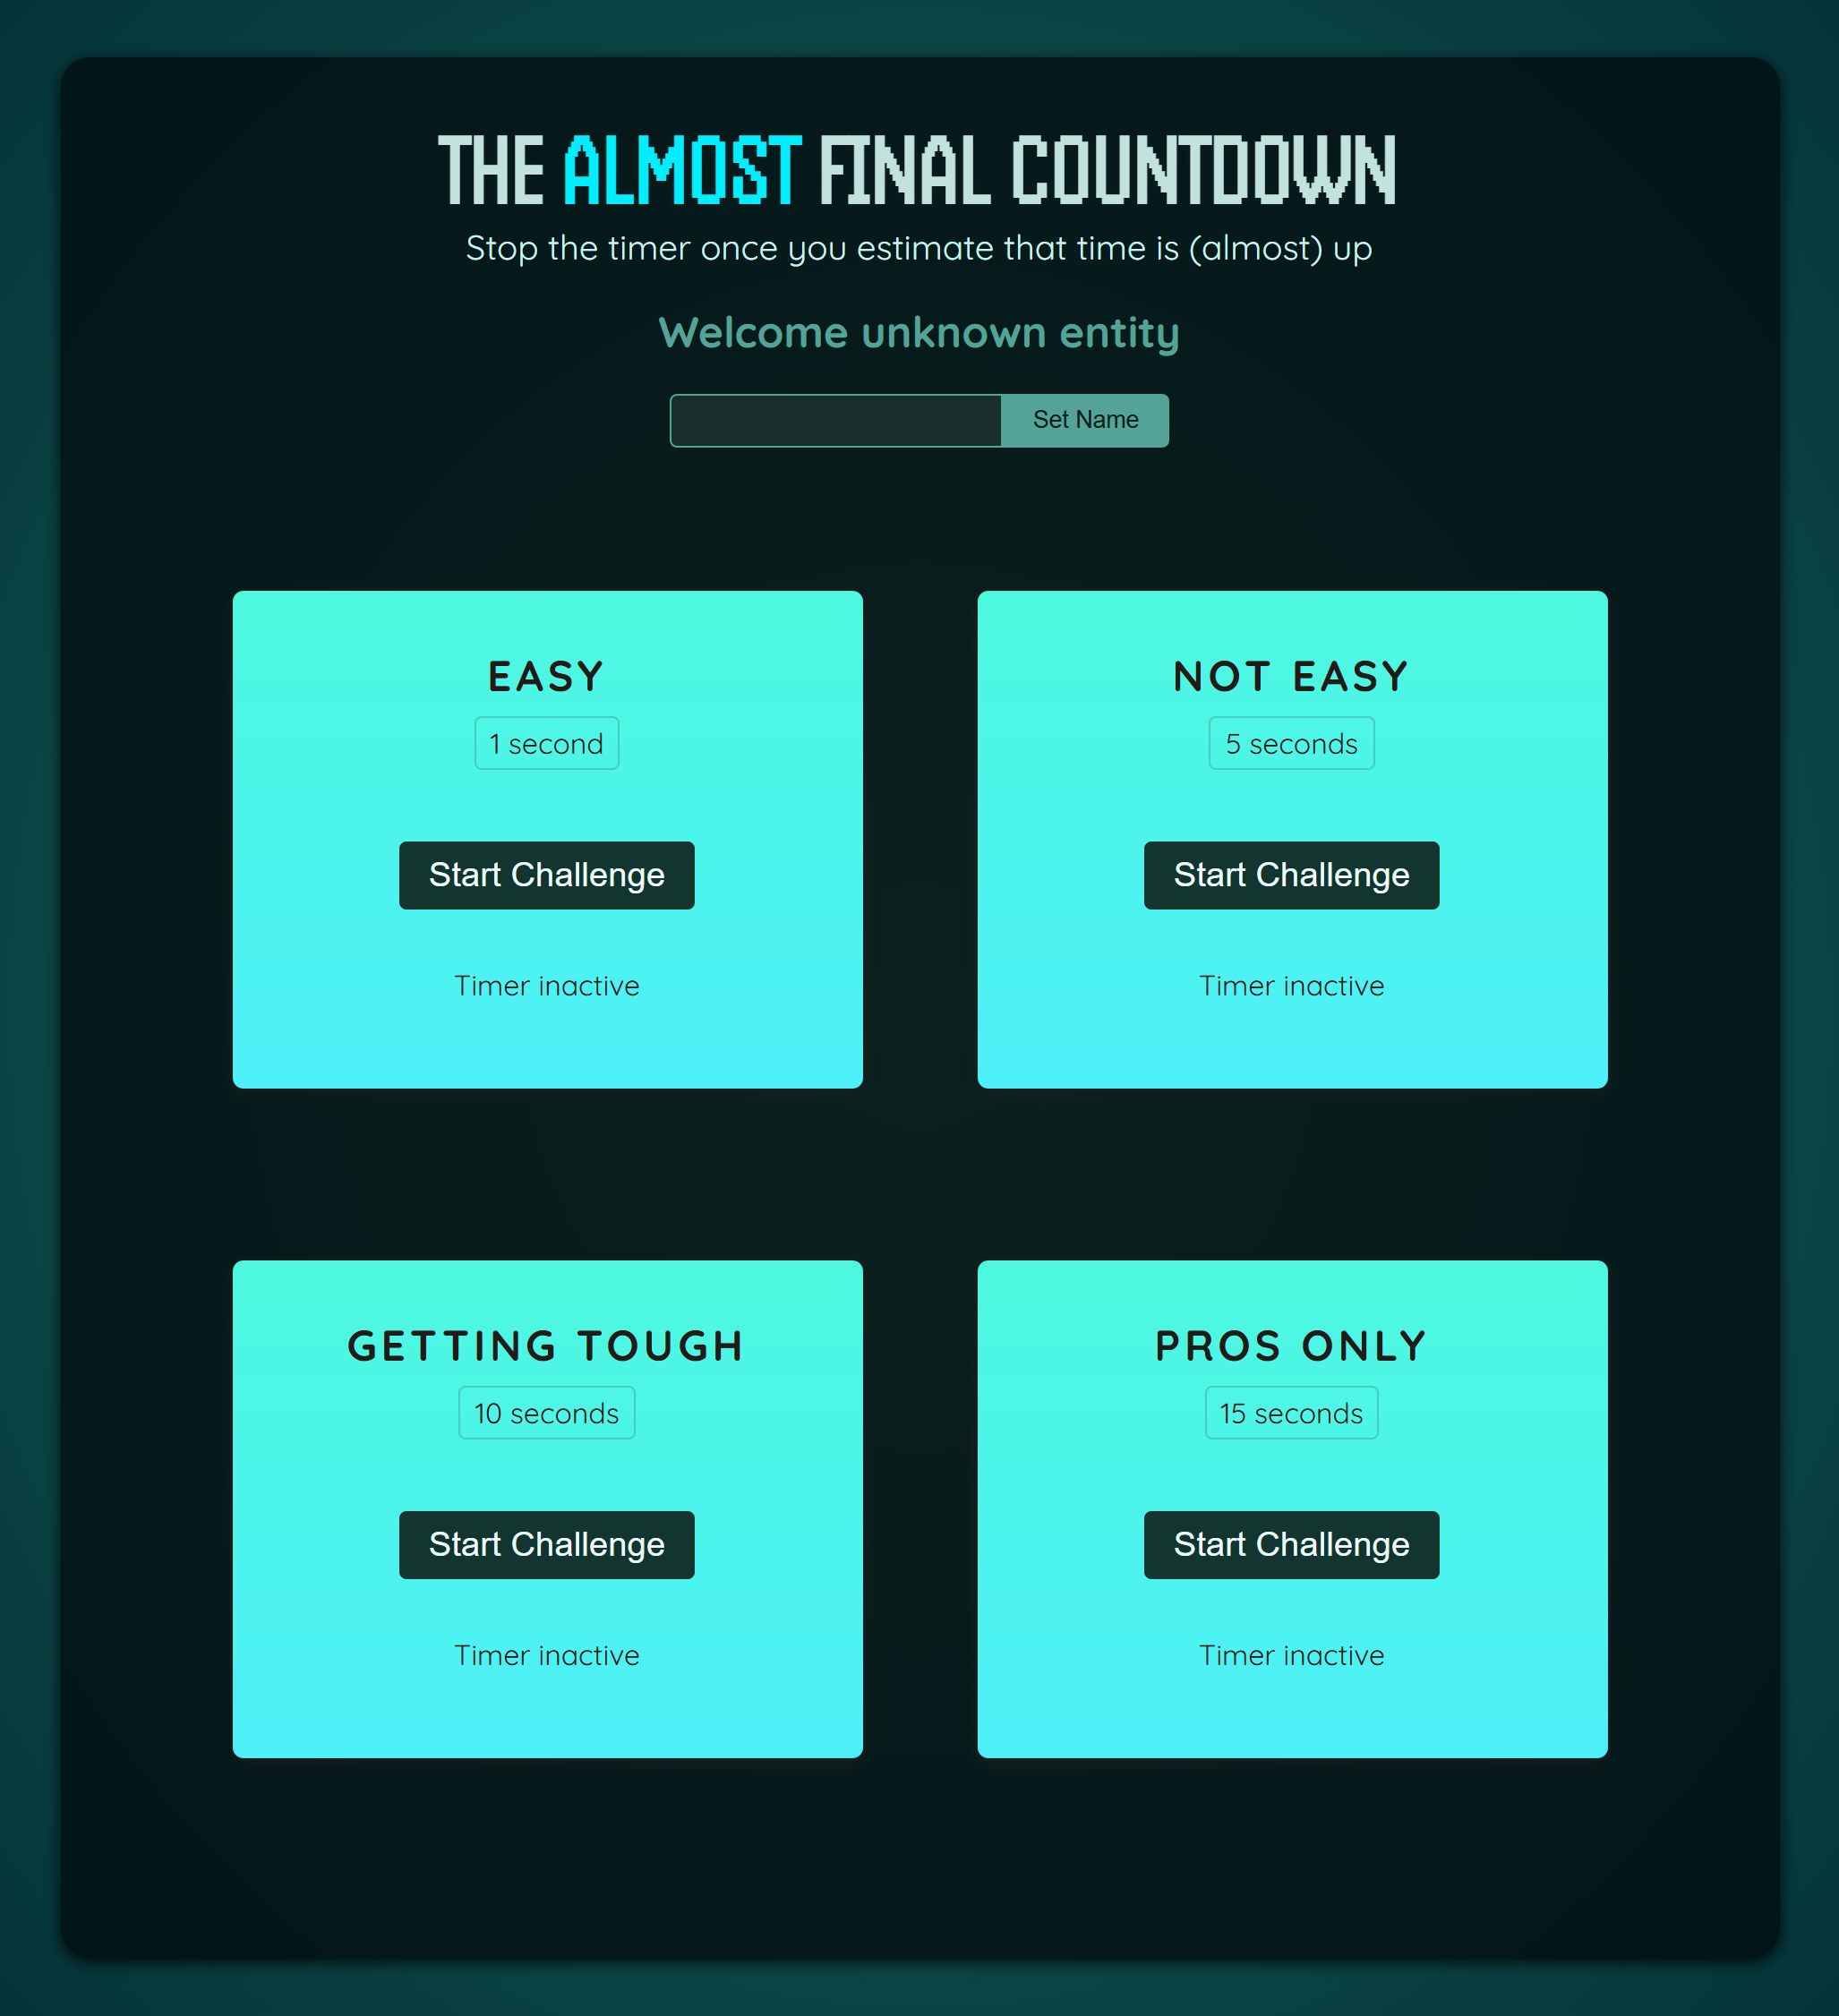 THE ALMOST FINAL COUNTDOWN
Stop the timer once you estimate that time is (almost) up
Welcome unknown entity
Set Name
EASY
1 second
Start Challenge
Timer inactive
NOT EASY
5 seconds
Start Challenge
Timer inactive
GETTING TOUGH
10 seconds
Start Challenge
Timer inactive
PROS ONLY
15 seconds
Start Challenge
Timer inactive